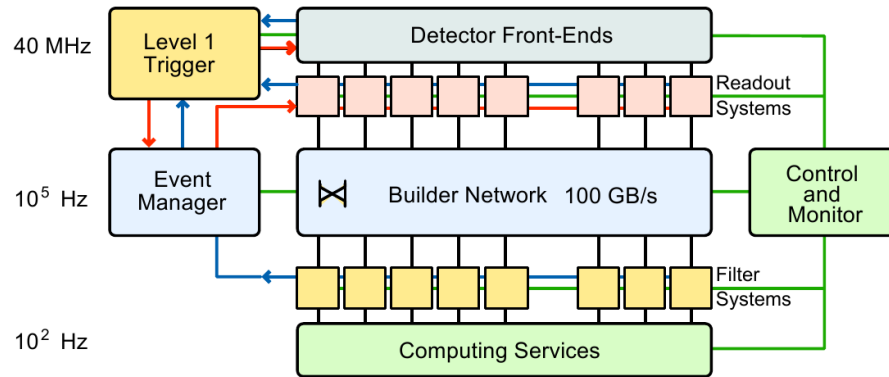 40 MHz
Level 1
Trigger
Detector Front-Ends
Readout
Systems
10⁵ Hz
Event
Manager
Builder Network 100 GB/s
Control
and
Monitor
Filter
Systems
10² Hz
Computing Services